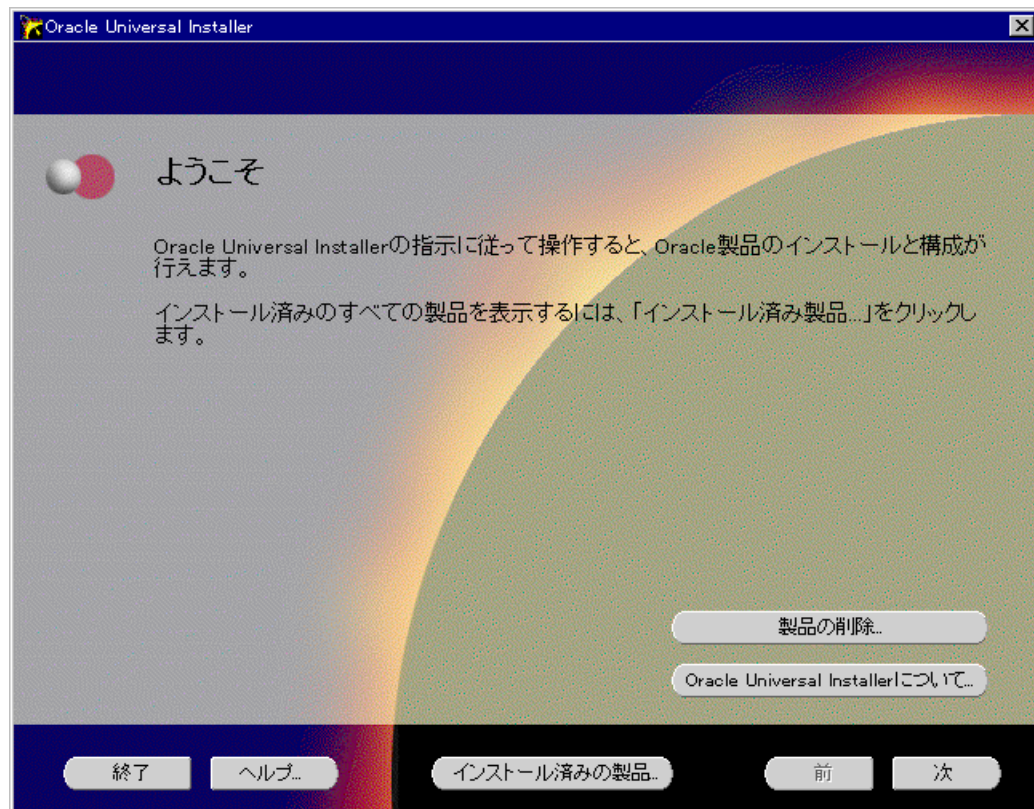 Oracle Universal Installer
ようこそ
Oracle Universal Installerの指示に従って操作すると、Oracle製品のインストールと構成が
行えます。
インストール済みのすべての製品を表示するには、「インストール済み製品...」をクリックし
ます。
製品の削除...
Oracle Universal Installerについて...
終了
ヘルプ...
インストール済みの製品...
前
次